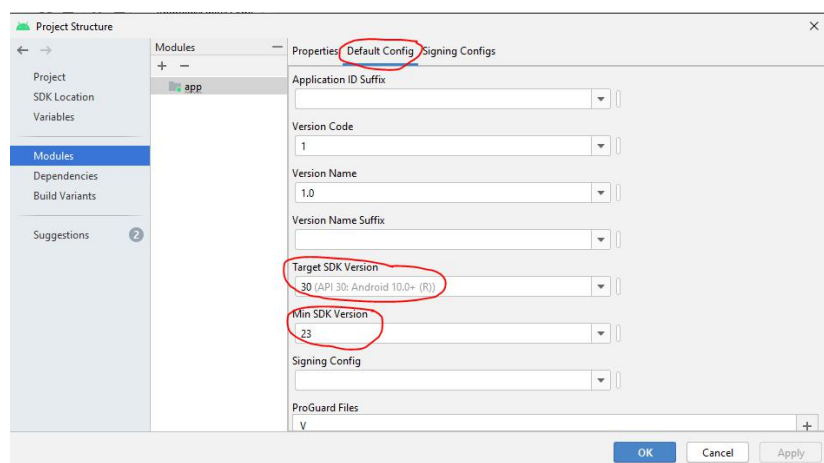 Project Structure
Modules
Properties Default Config Signing Configs
Project
SDK Location
Variables
Modules
Dependencies
Build Variants
Suggestions 2
app
Application ID Suffix
Version Code
1
Version Name
1.0
Version Name Suffix
Target SDK Version
30 (API 30: Android 10.0+ (R))
Min SDK Version
23
Signing Config
ProGuard Files
OK Cancel Apply